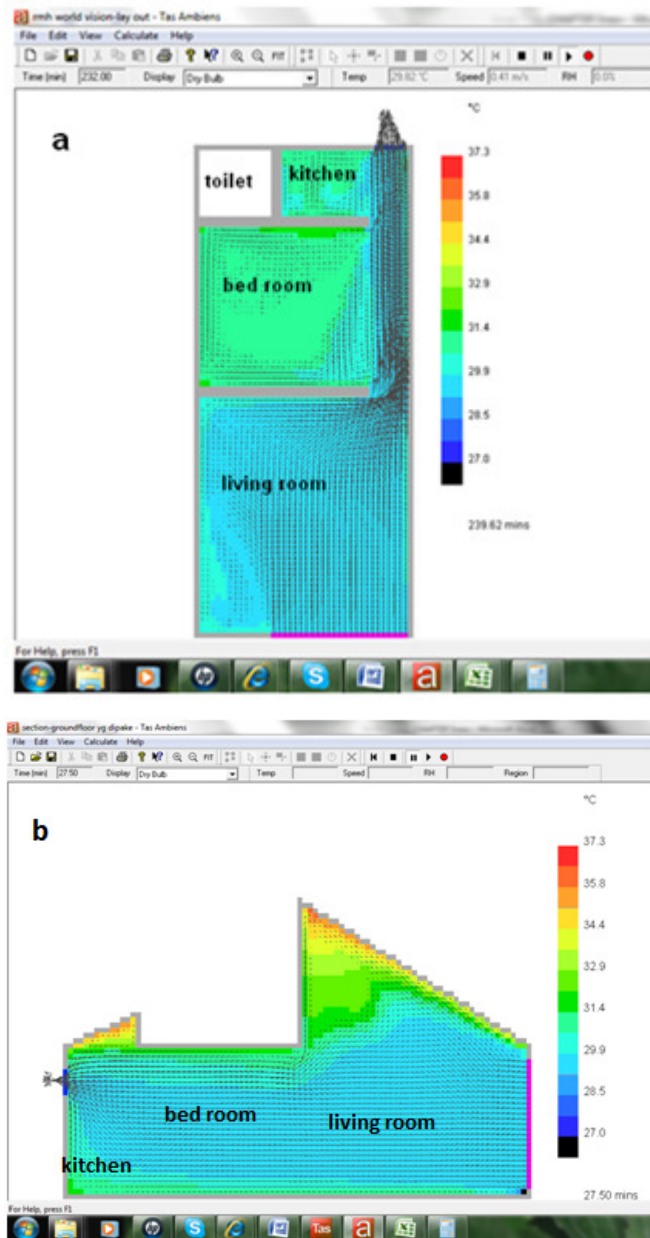 rmh world vision-lay out - Tas Ambiens
File Edit View Calculate Help
FIT
Time (min) 232.00 Display Dry Bulb Temp 29.82 °C Speed 0.41 m/s RH 0.0%
a
°C
toilet
kitchen
37.3
35.8
bed room
34.4
32.9
31.4
29.9
living room
28.5
27.0
239.62 mins
For Help, press F1
section-groundfloor yg dipake - Tas Ambiens
File Edit View Calculate Help
FIT
Time (min) 27.50 Display Dry Bulb Temp Speed RH Region
b
°C
37.3
35.8
34.4
32.9
31.4
29.9
bed room
living room
28.5
27.0
kitchen
27.50 mins
For Help, press F1
Tas